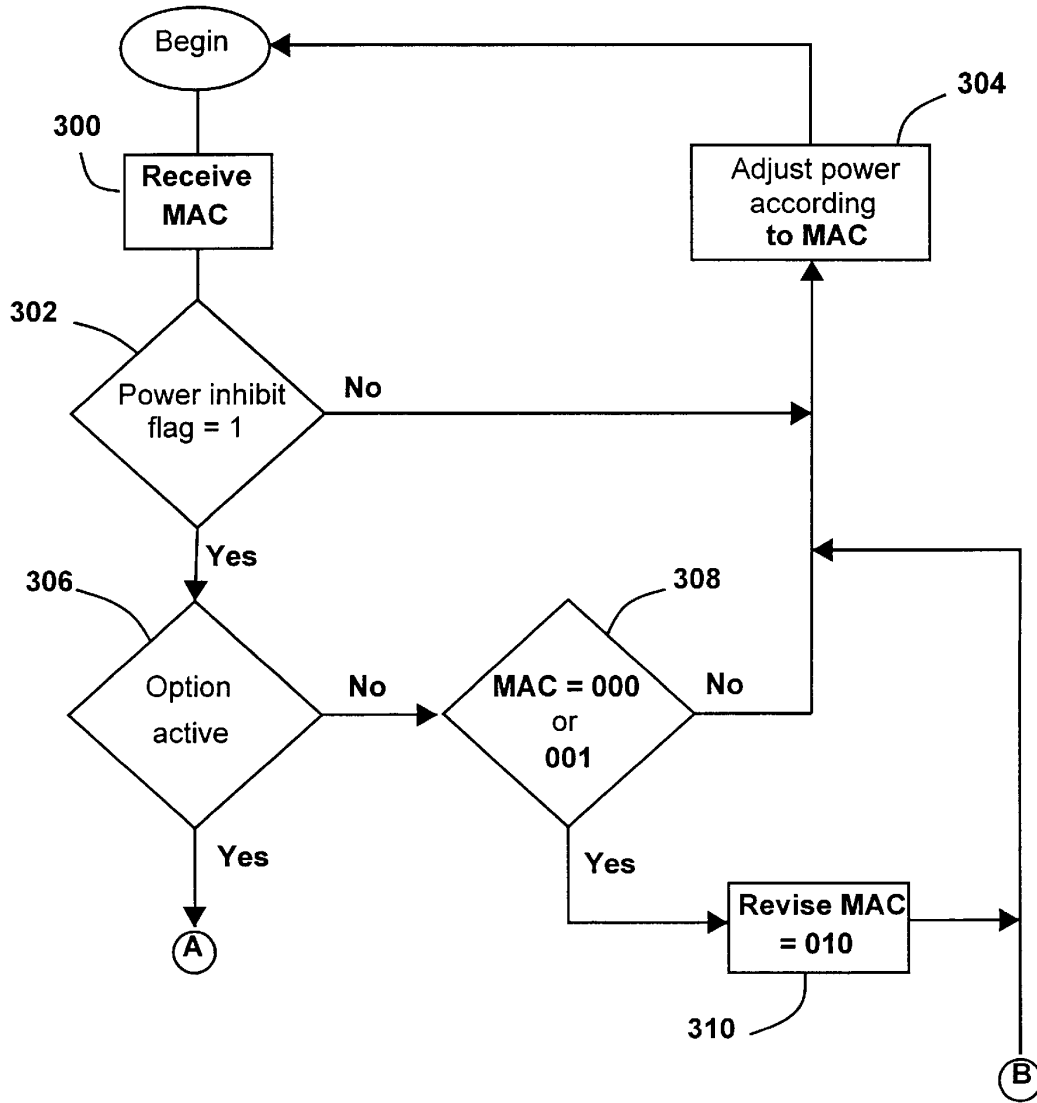 Begin
304
300
Receive
MAC
Adjust power
according
to MAC
302
Power inhibit
flag = 1
No
Yes
306
308
Option
active
No
MAC = 000
or
001
No
Yes
Yes
Revise MAC
= 010
A
310
B